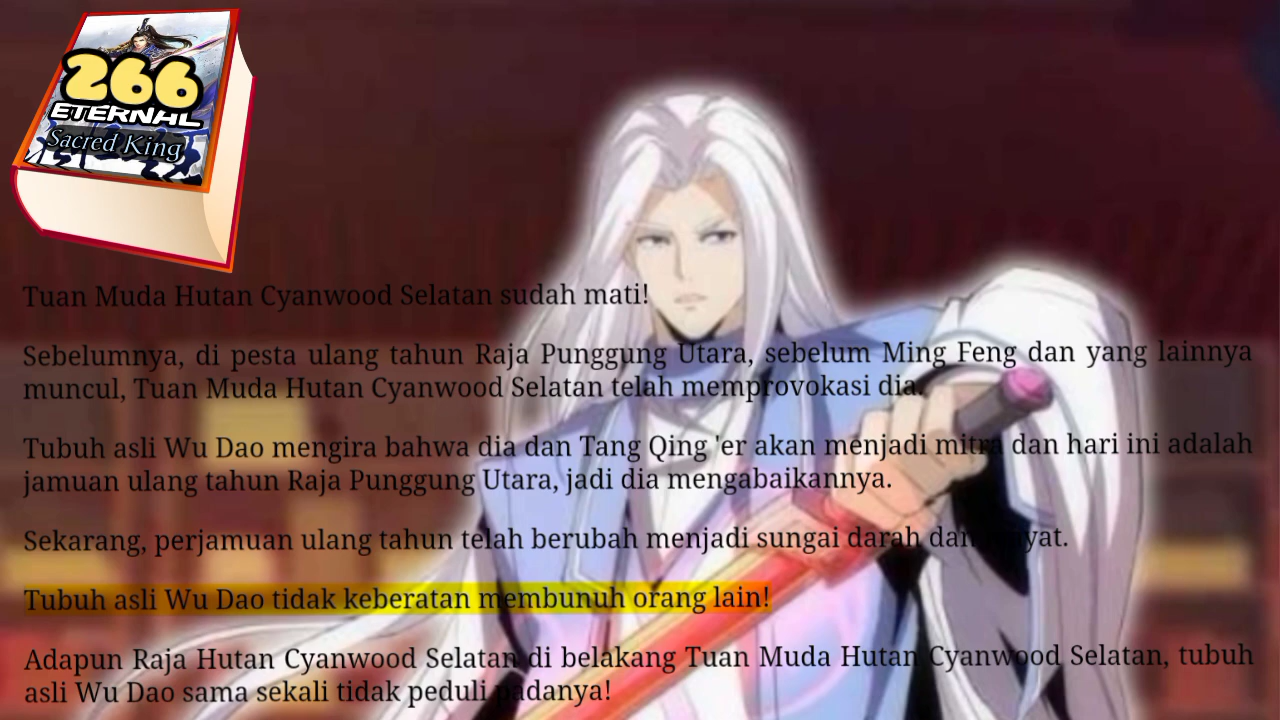 266
ETERNAL
Sacred King
Tuan Muda Hutan Cyanwood Selatan sudah mati!
Sebelumnya, di pesta ulang tahun Raja Punggung Utara, sebelum Ming Feng dan yang lainnya
muncul, Tuan Muda Hutan Cyanwood Selatan telah memprovokasi dia.
Tubuh asli Wu Dao mengira bahwa dia dan Tang Qing 'er akan menjadi mitra dan hari ini adalah
jamuan ulang tahun Raja Punggung Utara, jadi dia mengabaikannya.
Sekarang, perjamuan ulang tahun telah berubah menjadi sungai darah dan
Tubuh asli Wu Dao tidak keberatan membunuh orang lain!
Adapun Raja Hutan Cyanwood Selatan di belakang Tuan Muda Hutan Cyanwood Selatan, tubuh
asli Wu Dao sama sekali tidak peduli padanya!